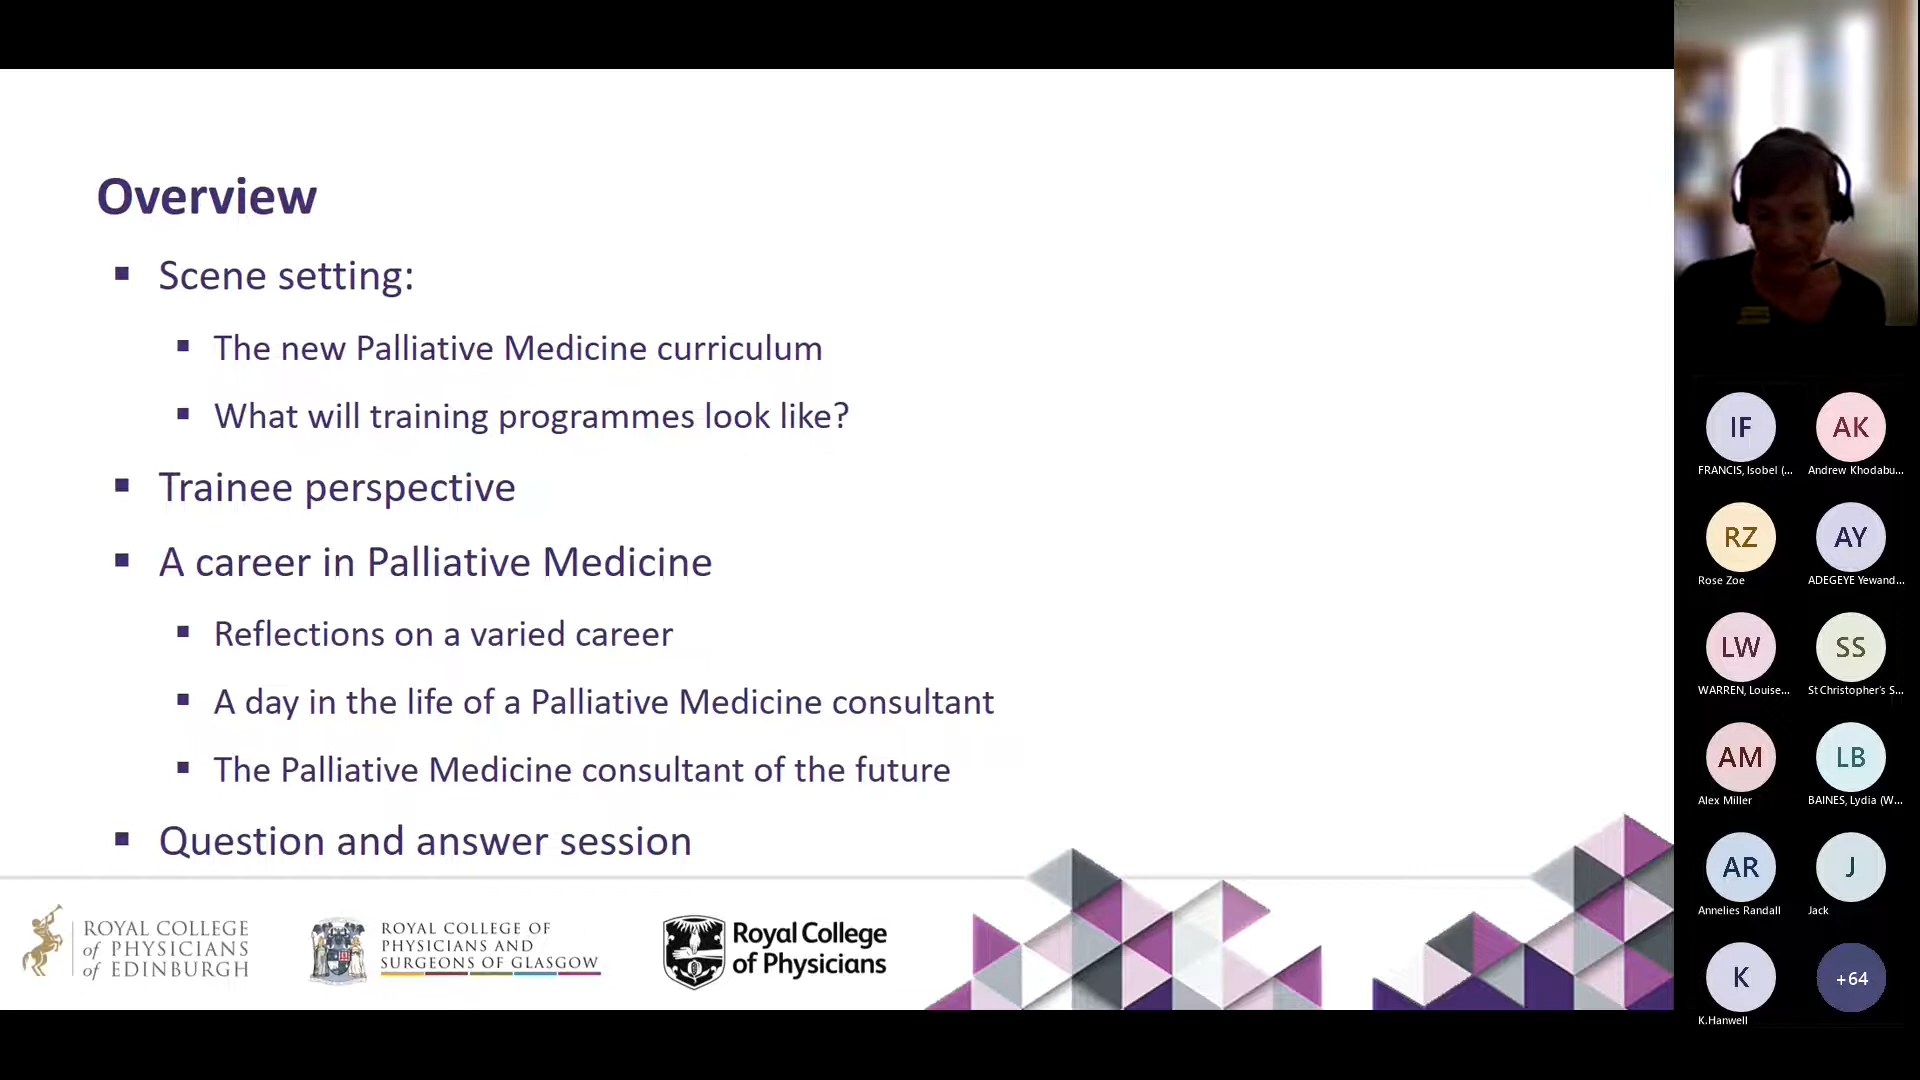 Overview
Scene setting:
The new Palliative Medicine curriculum
What will training programmes look like?
Trainee perspective
A career in Palliative Medicine
Reflections on a varied career
A day in the life of a Palliative Medicine consultant
The Palliative Medicine consultant of the future
Question and answer session
ROYAL COLLEGE
of PHYSICIANS
of EDINBURGH
ROYAL COLLEGE OF
PHYSICIANS AND
SURGEONS OF GLASGOW
Royal College
of Physicians
IF
FRANCIS, Isobel (...
AK
Andrew Khodabu...
RZ
Rose Zoe
AY
ADEGEYE Yewand...
LW
WARREN, Louise...
SS
St Christopher's S...
AM
Alex Miller
LB
BAINES, Lydia (W...
AR
Annelies Randall
J
Jack
K
K.Hanwell
+64